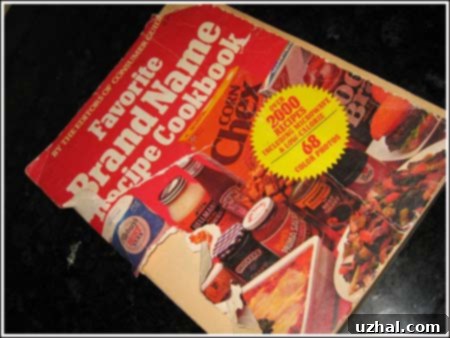 BY THE EDITORS OF CONSUMER GUIDE
Favorite
Brand Name
Recipe Cookbook
CORN
Chex
OVER
2000
RECIPES
68
COLOR PHOTOS
uzhal.com